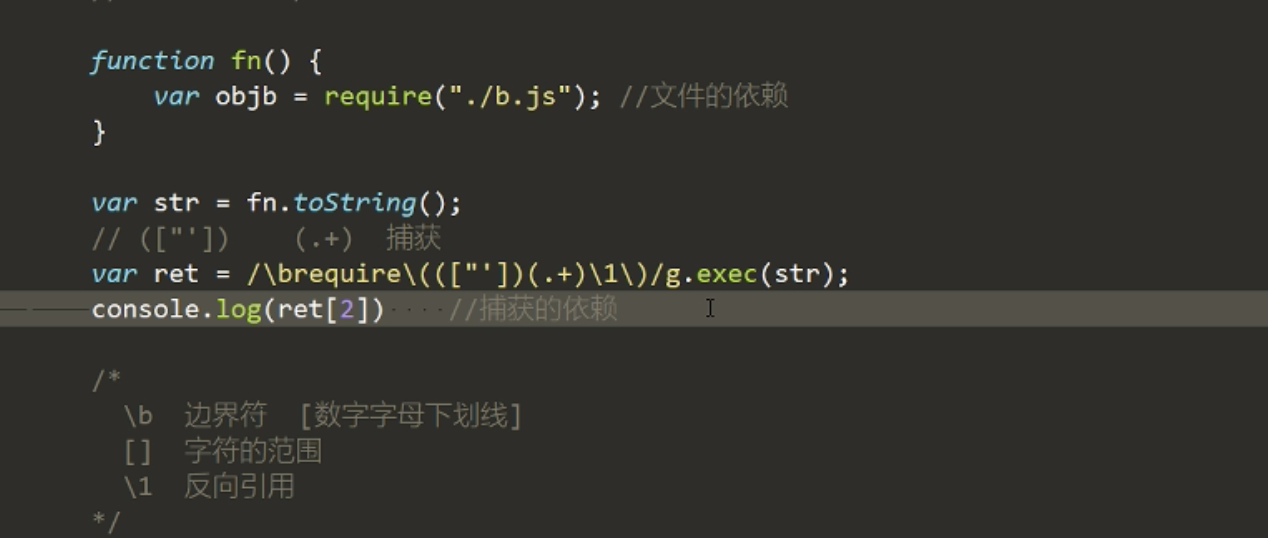 function fn() {
    var objb = require("./b.js"); //文件的依赖
}
var str = fn.toString();
// (["'])    (.+)  捕获
var ret = /\brequire\((["'])(.+)\1\)/g.exec(str);
console.log(ret[2])    //捕获的依赖
/*
  \b  边界符  [数字字母下划线]
  []  字符的范围
  \1  反向引用
*/